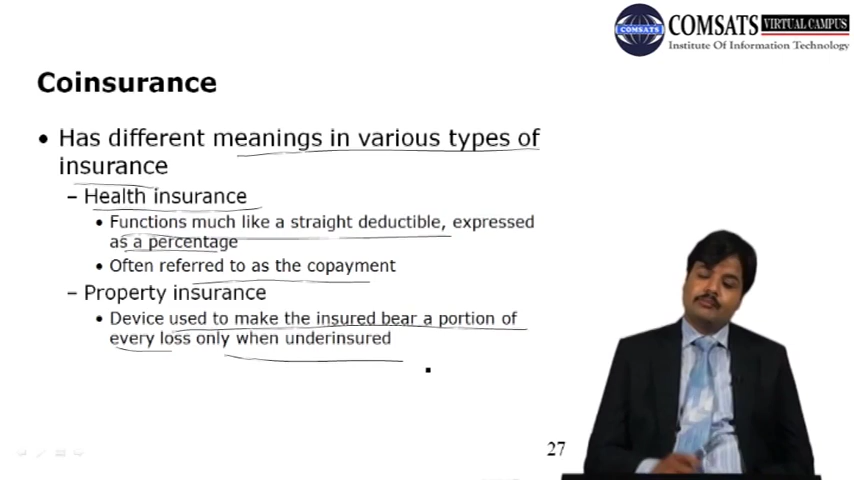 COMSATS VIRTUAL CAMPUS
COMSATS
Institute Of Information Technology
Coinsurance
• Has different meanings in various types of
insurance
– Health insurance
• Functions much like a straight deductible, expressed
as a percentage
• Often referred to as the copayment
– Property insurance
• Device used to make the insured bear a portion of
every loss only when underinsured
27